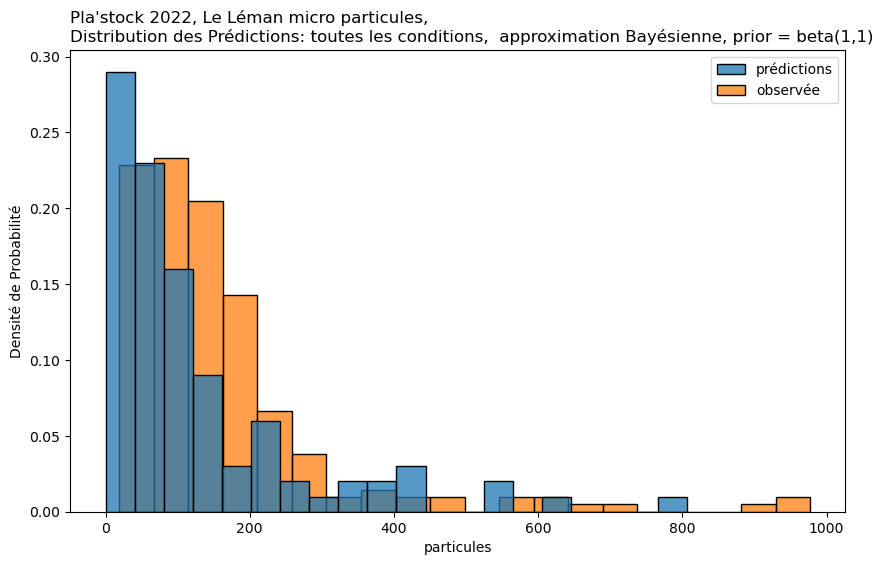 Pla'stock 2022, Le Léman micro particules,
Distribution des Prédictions: toutes les conditions,  approximation Bayésienne, prior = beta(1,1)
prédictions
observée
Densité de Probabilité
0.30
0.25
0.20
0.15
0.10
0.05
0.00
0
200
400
600
800
1000
particules